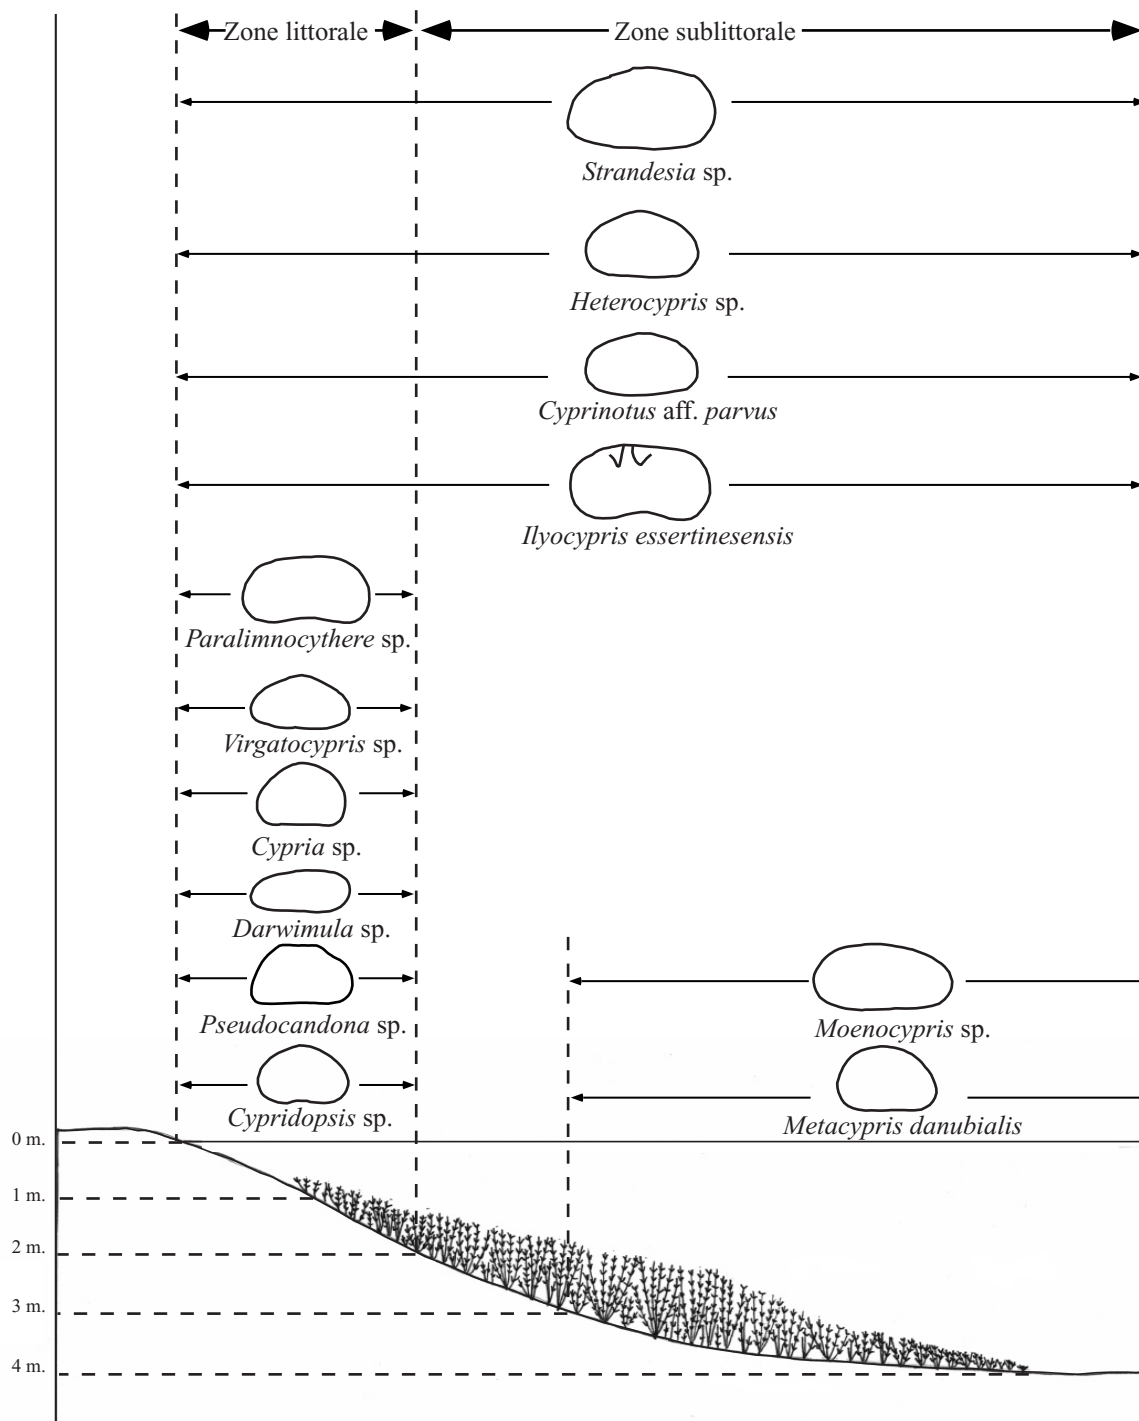 Zone littorale
Zone sublittorale
Strandesia sp.
Heterocypris sp.
Cyprinotus aff. parvus
Ilyocypris essertinesensis
Paralimnocythere sp.
Virgatocypris sp.
Cypria sp.
Darwimula sp.
Pseudocandona sp.
Moenocypris sp.
Cypridopsis sp.
Metacypris danubialis
0 m.
1 m.
2 m.
3 m.
4 m.